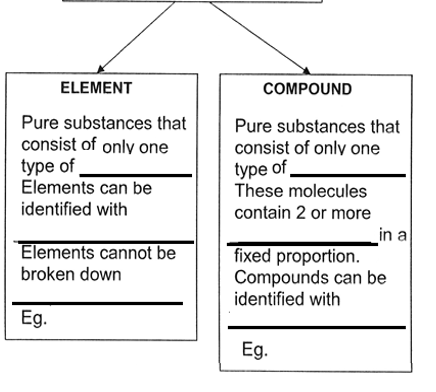 ELEMENT
Pure substances that
consist of only one
type of
Elements can be
identified with
Elements cannot be
broken down
Eg.
COMPOUND
Pure substances that
consist of only one
type of
These molecules
contain 2 or more
in a
fixed proportion.
Compounds can be
identified with
Eg.